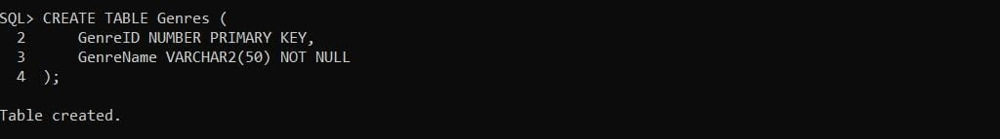 SQL> CREATE TABLE Genres (
  2      GenreID NUMBER PRIMARY KEY,
  3      GenreName VARCHAR2(50) NOT NULL
  4  );
Table created.